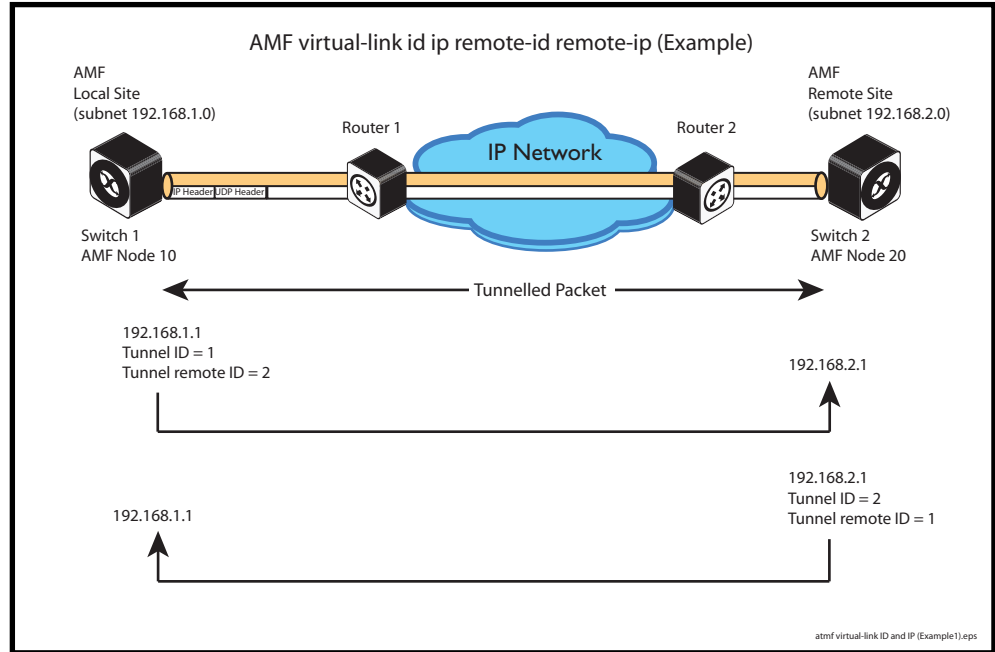 AMF virtual-link id ip remote-id remote-ip (Example)
AMF
Local Site
(subnet 192.168.1.0)
AMF
Remote Site
(subnet 192.168.2.0)
Router 1
IP Network
Router 2
IP Header
UDP Header
Switch 1
AMF Node 10
Switch 2
AMF Node 20
Tunnelled Packet
192.168.1.1
Tunnel ID = 1
Tunnel remote ID = 2
192.168.2.1
192.168.1.1
192.168.2.1
Tunnel ID = 2
Tunnel remote ID = 1
atmf virtual-link ID and IP (Example1).eps